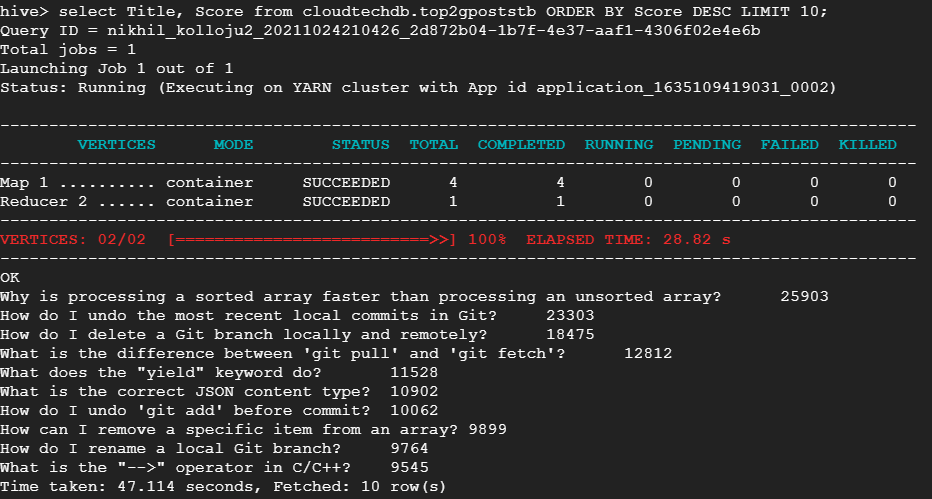 hive> select Title, Score from cloudtechdb.top2gpoststb ORDER BY Score DESC LIMIT 10;
Query ID = nikhil_kolloju2_20211024210426_2d872b04-1b7f-4e37-aaf1-4306f02e4e6b
Total jobs = 1
Launching Job 1 out of 1
Status: Running (Executing on YARN cluster with App id application_1635109419031_0002)
----------------------------------------------------------------------------------------------
VERTICES      MODE        STATUS  TOTAL  COMPLETED  RUNNING  PENDING  FAILED  KILLED
----------------------------------------------------------------------------------------------
Map 1 .......... container     SUCCEEDED      4          4        0        0       0       0
Reducer 2 ...... container     SUCCEEDED      1          1        0        0       0       0
----------------------------------------------------------------------------------------------
VERTICES: 02/02  [==========================>>] 100%  ELAPSED TIME: 28.82 s
----------------------------------------------------------------------------------------------
OK
Why is processing a sorted array faster than processing an unsorted array?      25903
How do I undo the most recent local commits in Git?     23303
How do I delete a Git branch locally and remotely?      18475
What is the difference between 'git pull' and 'git fetch'?      12812
What does the "yield" keyword do?       11528
What is the correct JSON content type?  10902
How do I undo 'git add' before commit?  10062
How can I remove a specific item from an array? 9899
How do I rename a local Git branch?     9764
What is the "-->" operator in C/C++?    9545
Time taken: 47.114 seconds, Fetched: 10 row(s)